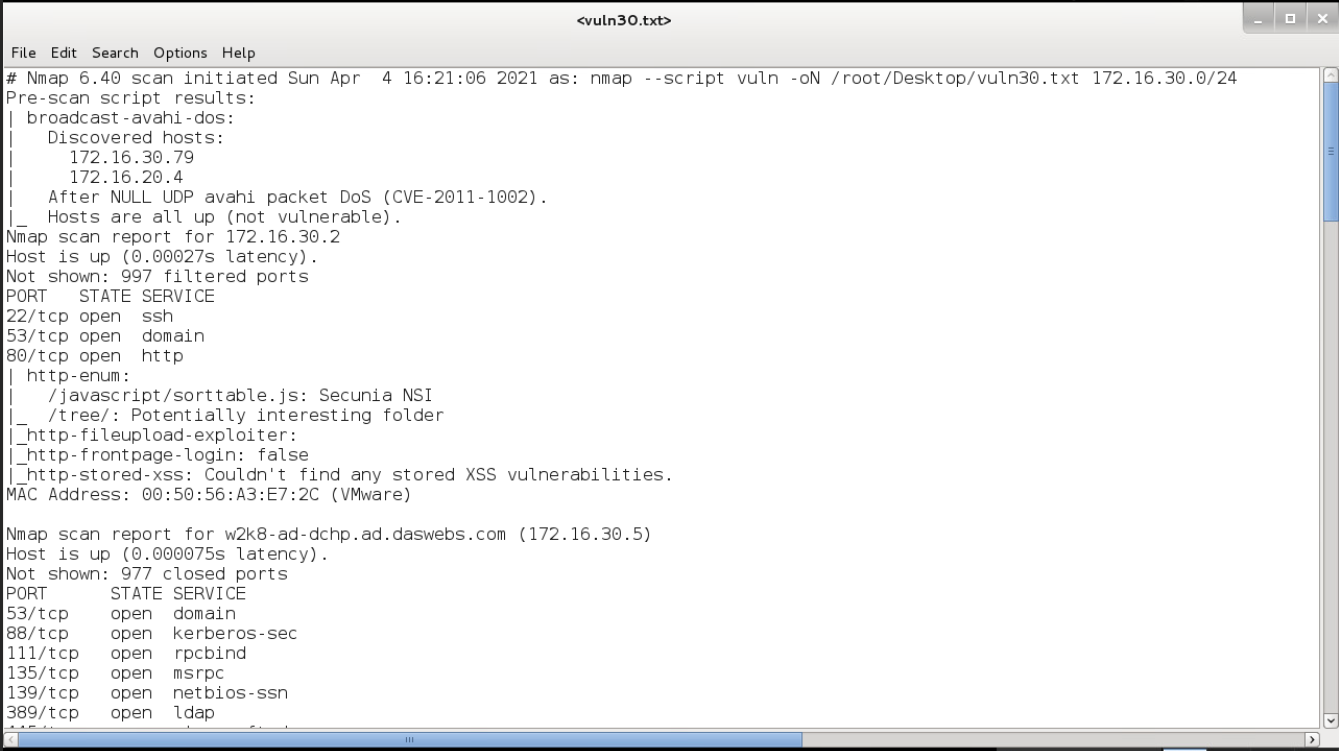 <vuln30.txt>
File Edit Search Options Help
# Nmap 6.40 scan initiated Sun Apr  4 16:21:06 2021 as: nmap --script vuln -oN /root/Desktop/vuln30.txt 172.16.30.0/24
Pre-scan script results:
| broadcast-avahi-dos:
|   Discovered hosts:
|     172.16.30.79
|     172.16.20.4
|   After NULL UDP avahi packet DoS (CVE-2011-1002).
|_  Hosts are all up (not vulnerable).
Nmap scan report for 172.16.30.2
Host is up (0.00027s latency).
Not shown: 997 filtered ports
PORT   STATE SERVICE
22/tcp open  ssh
53/tcp open  domain
80/tcp open  http
| http-enum:
|   /javascript/sorttable.js: Secunia NSI
|_  /tree/: Potentially interesting folder
|_http-fileupload-exploiter:
|_http-frontpage-login: false
|_http-stored-xss: Couldn't find any stored XSS vulnerabilities.
MAC Address: 00:50:56:A3:E7:2C (VMware)

Nmap scan report for w2k8-ad-dchp.ad.daswebs.com (172.16.30.5)
Host is up (0.000075s latency).
Not shown: 977 closed ports
PORT      STATE SERVICE
53/tcp    open  domain
88/tcp    open  kerberos-sec
111/tcp   open  rpcbind
135/tcp   open  msrpc
139/tcp   open  netbios-ssn
389/tcp   open  ldap